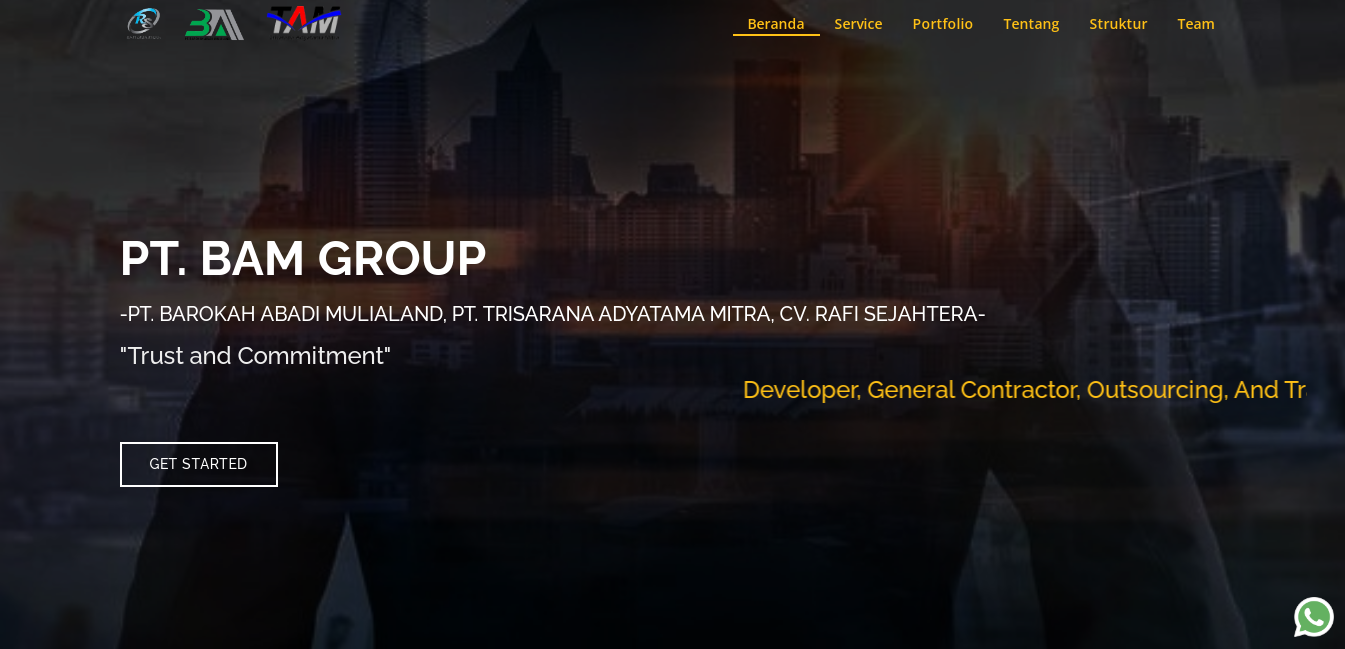 RS BAM TAM
Beranda Service Portfolio Tentang Struktur Team
PT. BAM GROUP
-PT. BAROKAH ABADI MULIALAND, PT. TRISARANA ADYATAMA MITRA, CV. RAFI SEJAHTERA-
"Trust and Commitment"
Developer, General Contractor, Outsourcing, And Tr
GET STARTED